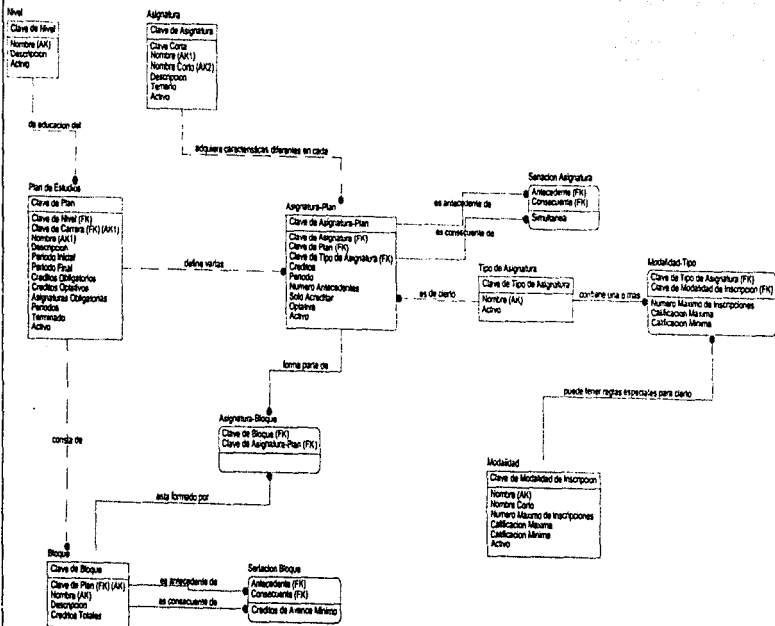 Nivel
Clave de Nivel
Nombre (AK)
Descripcion
Activo
Asignatura
Clave de Asignatura
Clave Corta
Nombre (AK1)
Nombre Corto (AK2)
Descripcion
Temario
Activo
de educacion del
adquiere caracteristicas diferentes en cada
Plan de Estudios
Clave de Plan
Clave de Nivel (FK)
Clave de Carrera (FK) (AK1)
Nombre (AK1)
Descripcion
Periodo Inicial
Periodo Final
Creditos Obligatorios
Creditos Optativos
Asignaturas Obligatorias
Periodos
Terminado
Activo
define varias
Asignatura-Plan
Clave de Asignatura-Plan
Clave de Asignatura (FK)
Clave de Plan (FK)
Clave de Tipo de Asignatura (FK)
Creditos
Periodo
Numero Antecedentes
Solo Acreditar
Optativa
Activo
es antecedente de
es consecuente de
Seriacion Asignatura
Antecedente (FK)
Consecuente (FK)
Simultanea
es de cierto
Tipo de Asignatura
Clave de Tipo de Asignatura
Nombre (AK)
Activo
contiene una o mas
Modalidad-Tipo
Clave de Tipo de Asignatura (FK)
Clave de Modalidad de Inscripcion (FK)
Numero Maximo de Inscripciones
Calificacion Maxima
Calificacion Minima
forma parte de
puede tener reglas especiales para cierto
Asignatura-Bloque
Clave de Bloque (FK)
Clave de Asignatura-Plan (FK)
consta de
esta formado por
Modalidad
Clave de Modalidad de Inscripcion
Nombre (AK)
Nombre Corto
Numero Maximo de Inscripciones
Calificacion Maxima
Calificacion Minima
Activo
Bloque
Clave de Bloque
Clave de Plan (FK) (AK)
Nombre (AK)
Descripcion
Creditos Totales
es antecedente de
es consecuente de
Seriacion Bloque
Antecedente (FK)
Consecuente (FK)
Creditos de Avance Minimo